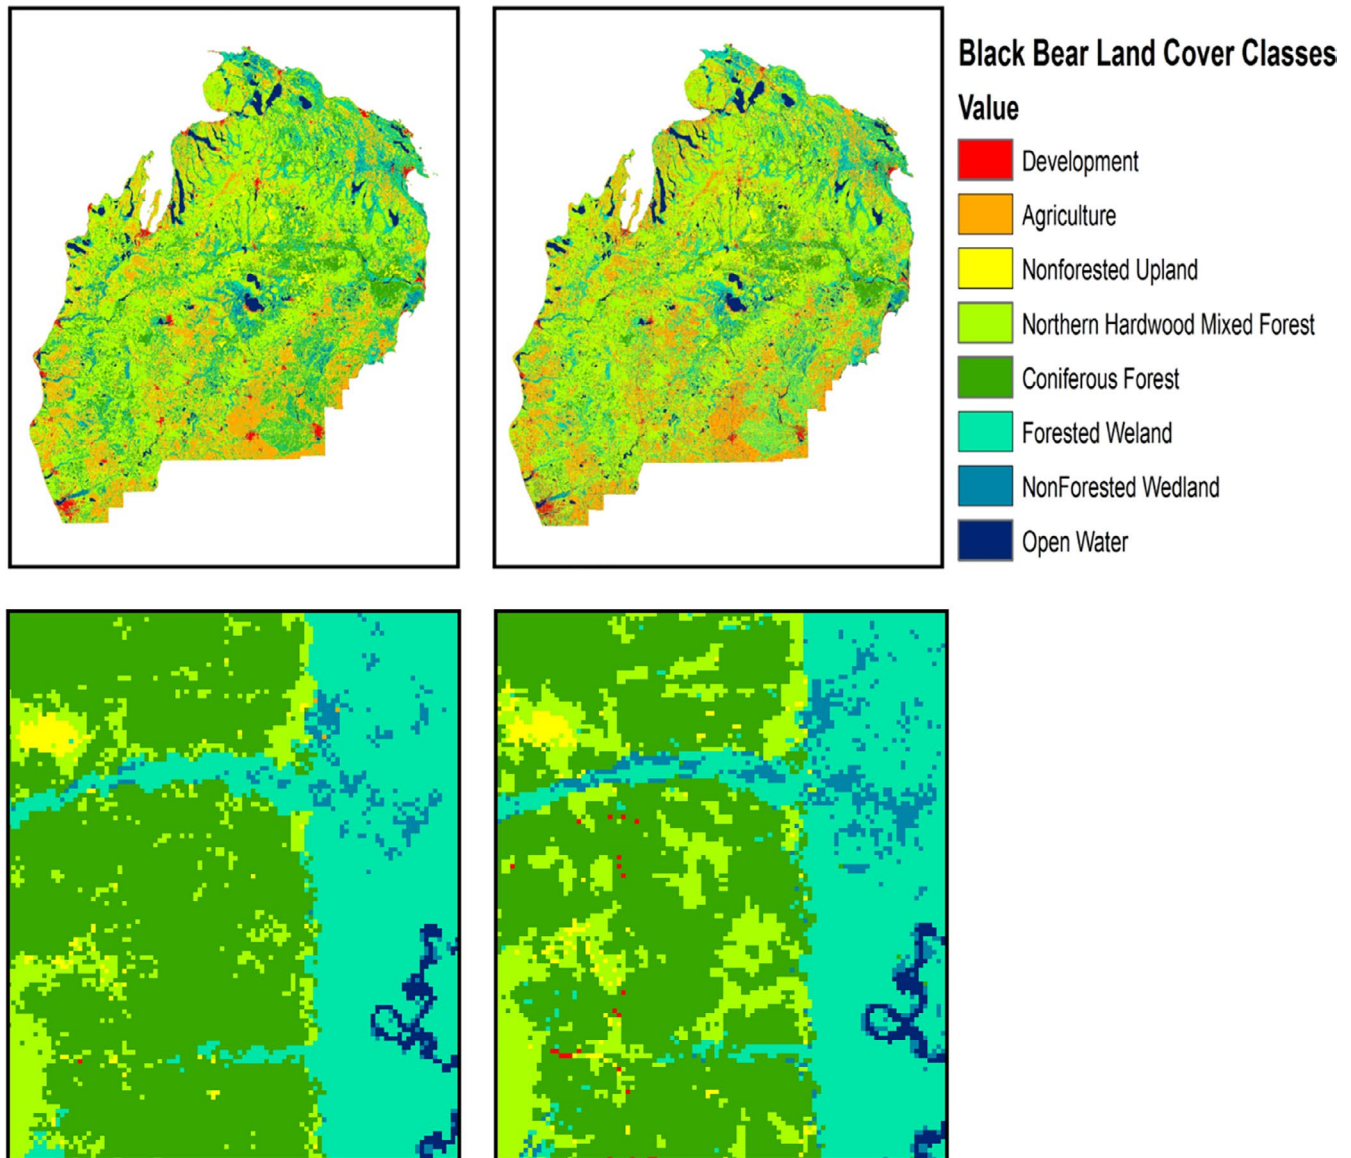 Black Bear Land Cover Classes
Value
Development
Agriculture
Nonforested Upland
Northern Hardwood Mixed Forest
Coniferous Forest
Forested Weland
NonForested Wedland
Open Water